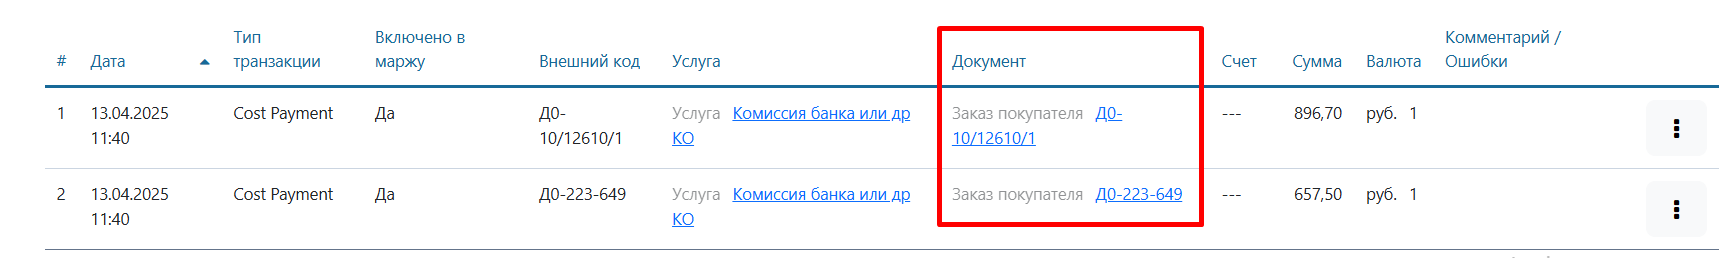 # Дата Тип транзакции Включено в маржу Внешний код Услуга Документ Счет Сумма Валюта Комментарий / Ошибки
1 13.04.2025 11:40 Cost Payment Да Д0-10/12610/1 Услуга Комиссия банка или др КО Заказ покупателя Д0-10/12610/1 --- 896,70 руб. 1
2 13.04.2025 11:40 Cost Payment Да Д0-223-649 Услуга Комиссия банка или др КО Заказ покупателя Д0-223-649 --- 657,50 руб. 1